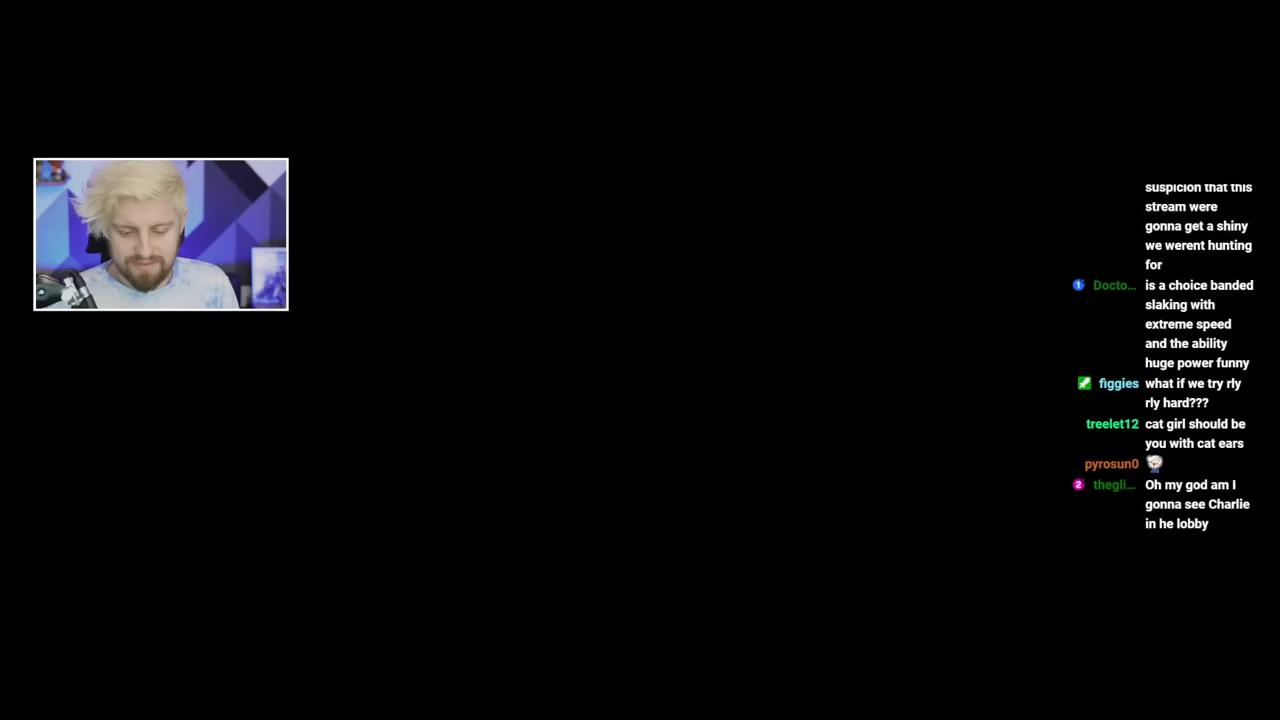 suspicion that this
stream were
gonna get a shiny
we werent hunting
for
1 Docto... is a choice banded
slaking with
extreme speed
and the ability
huge power funny
figgies what if we try rly
rly hard???
treelet12 cat girl should be
you with cat ears
pyrosun0
2 thegli... Oh my god am I
gonna see Charlie
in he lobby